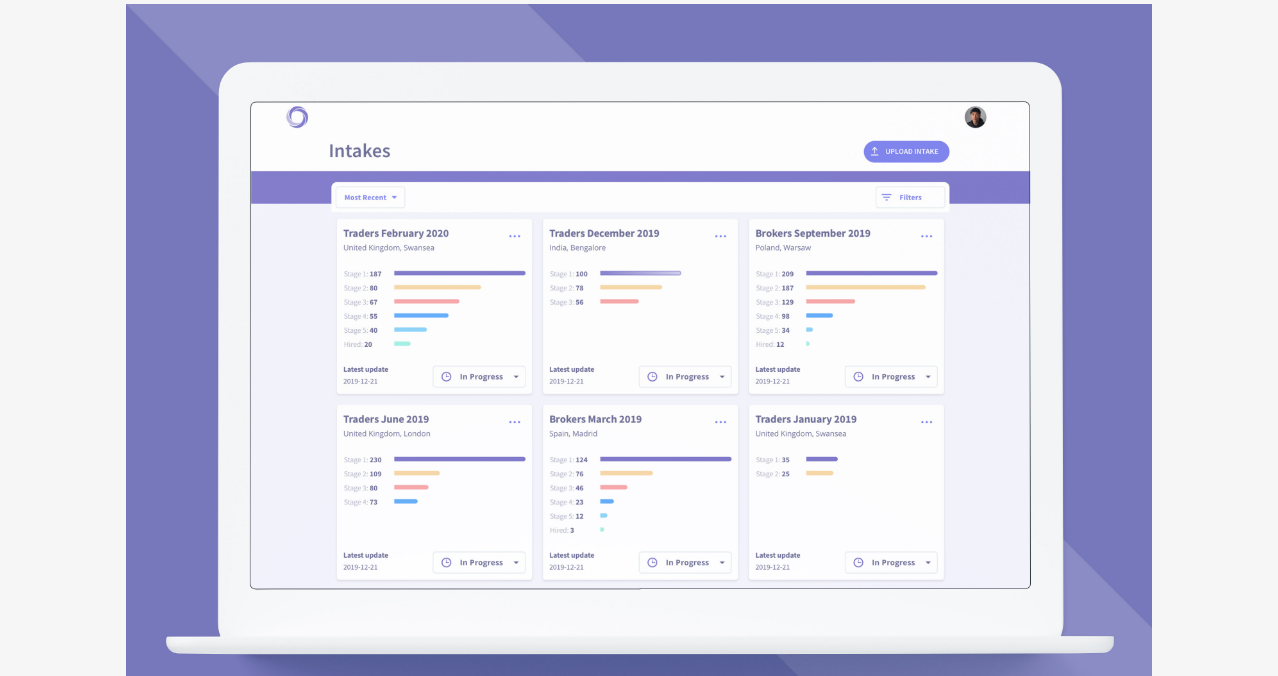 Intakes
UPLOAD INTAKE
Most Recent
Filters
Traders February 2020
United Kingdom, Swansea
Stage 1: 187
Stage 2: 80
Stage 3: 67
Stage 4: 55
Stage 5: 40
Hired: 20
Latest update
2019-12-21
In Progress
Traders December 2019
India, Bengalore
Stage 1: 100
Stage 2: 78
Stage 3: 56
Latest update
2019-12-21
In Progress
Brokers September 2019
Poland, Warsaw
Stage 1: 209
Stage 2: 187
Stage 3: 129
Stage 4: 98
Stage 5: 34
Hired: 12
Latest update
2019-12-21
In Progress
Traders June 2019
United Kingdom, London
Stage 1: 230
Stage 2: 109
Stage 3: 80
Stage 4: 73
Latest update
2019-12-21
In Progress
Brokers March 2019
Spain, Madrid
Stage 1: 124
Stage 2: 76
Stage 3: 46
Stage 4: 23
Stage 5: 12
Hired: 3
Latest update
2019-12-21
In Progress
Traders January 2019
United Kingdom, Swansea
Stage 1: 35
Stage 2: 25
Latest update
2019-12-21
In Progress